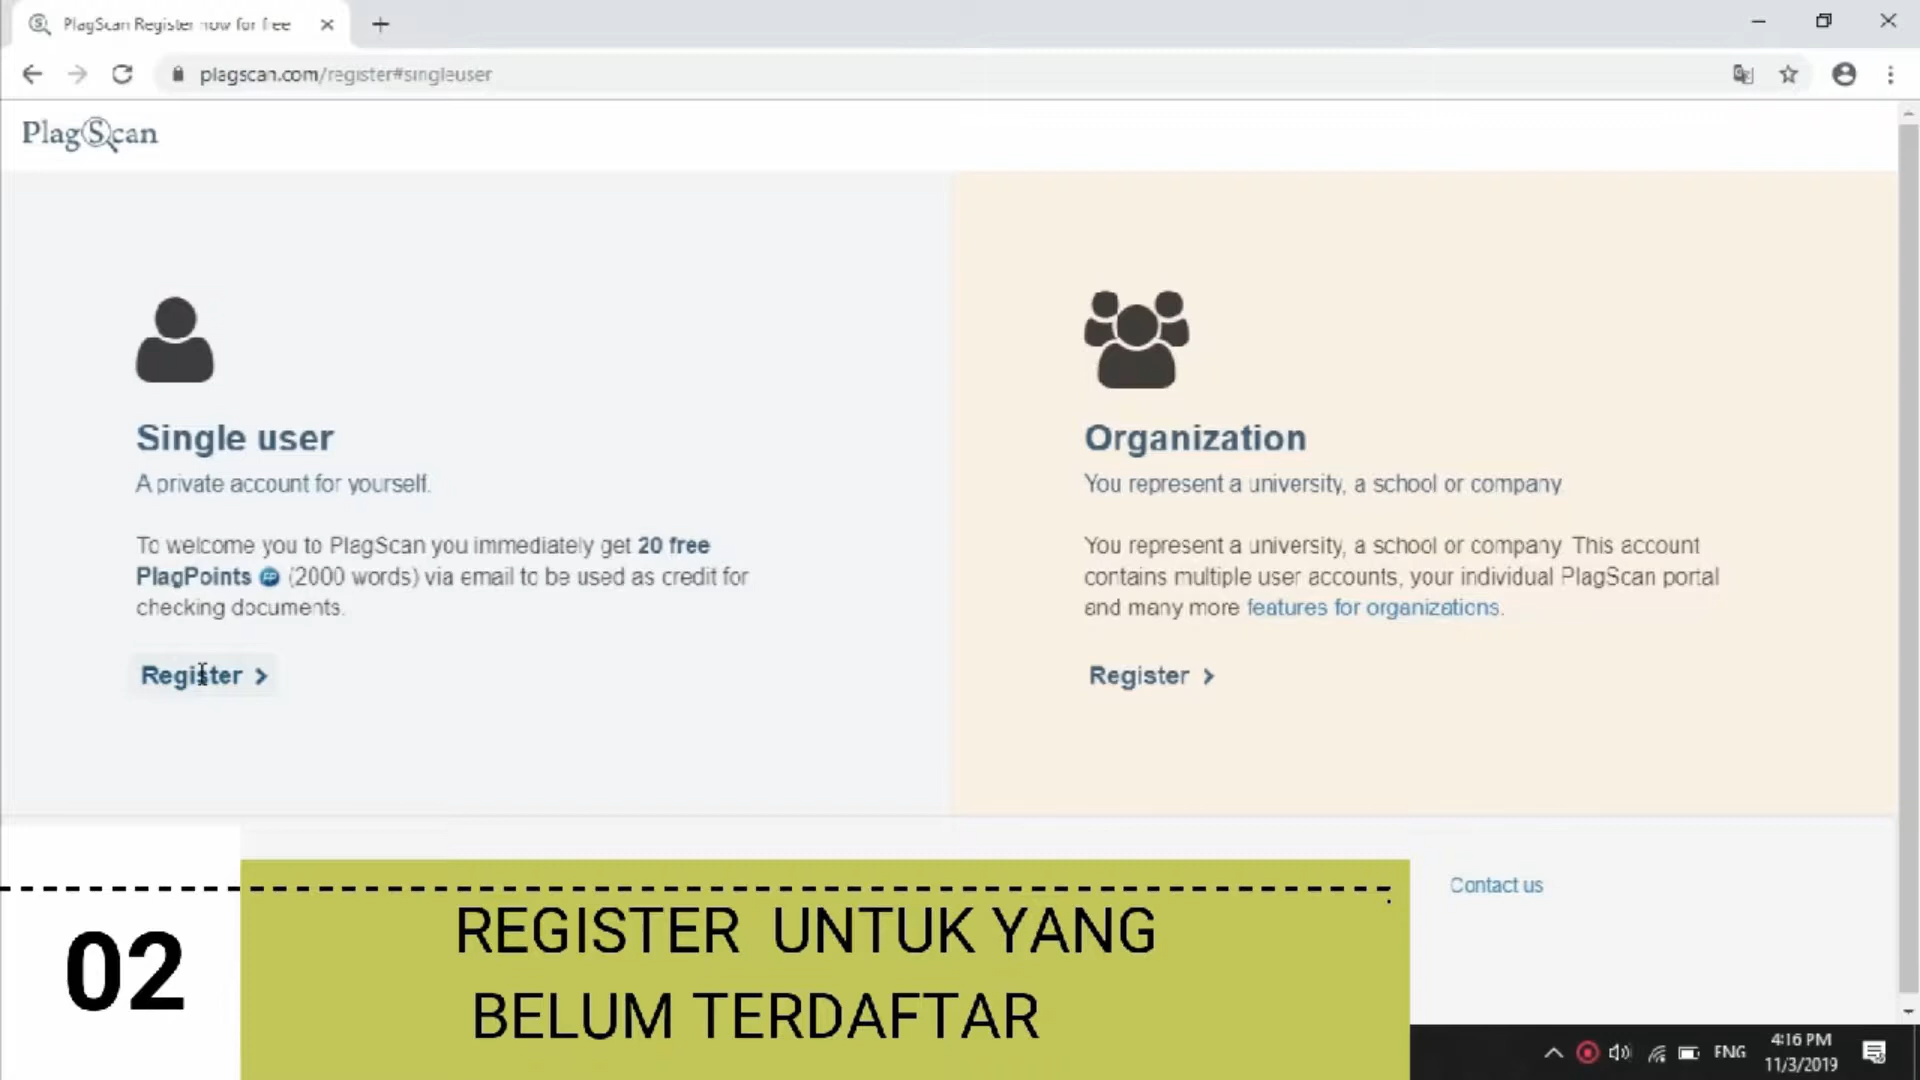 PlagScan Register now for free
plagscan.com/register#singleuser
PlagScan
Single user
A private account for yourself.
To welcome you to PlagScan you immediately get 20 free
PlagPoints (2000 words) via email to be used as credit for
checking documents.
Register
Organization
You represent a university, a school or company
You represent a university, a school or company This account
contains multiple user accounts, your individual PlagScan portal
and many more features for organizations.
Register
Contact us
02
REGISTER UNTUK YANG
BELUM TERDAFTAR
ENG
4:16 PM
11/3/2019